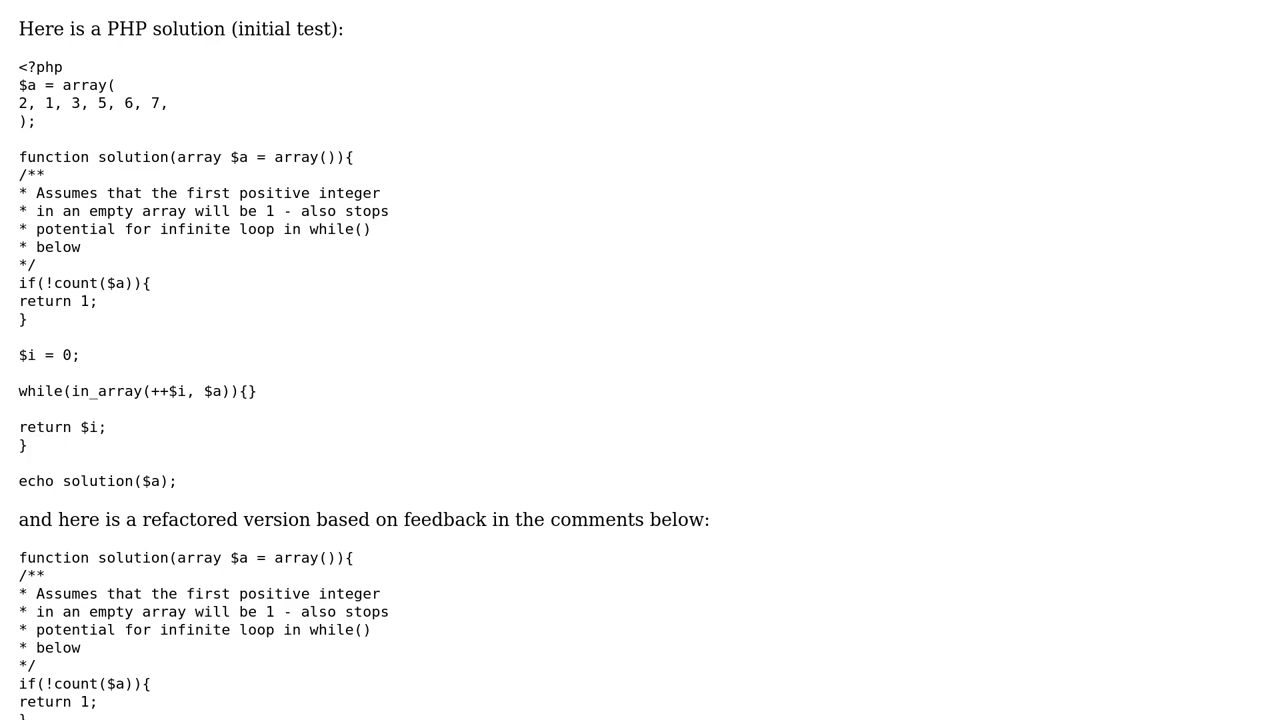 Here is a PHP solution (initial test):
<?php
$a = array(
2, 1, 3, 5, 6, 7,
);
function solution(array $a = array()){
/**
* Assumes that the first positive integer
* in an empty array will be 1 - also stops
* potential for infinite loop in while()
* below
*/
if(!count($a)){
return 1;
}
$i = 0;
while(in_array(++$i, $a)){}
return $i;
}
echo solution($a);
and here is a refactored version based on feedback in the comments below:
function solution(array $a = array()){
/**
* Assumes that the first positive integer
* in an empty array will be 1 - also stops
* potential for infinite loop in while()
* below
*/
if(!count($a)){
return 1;
}